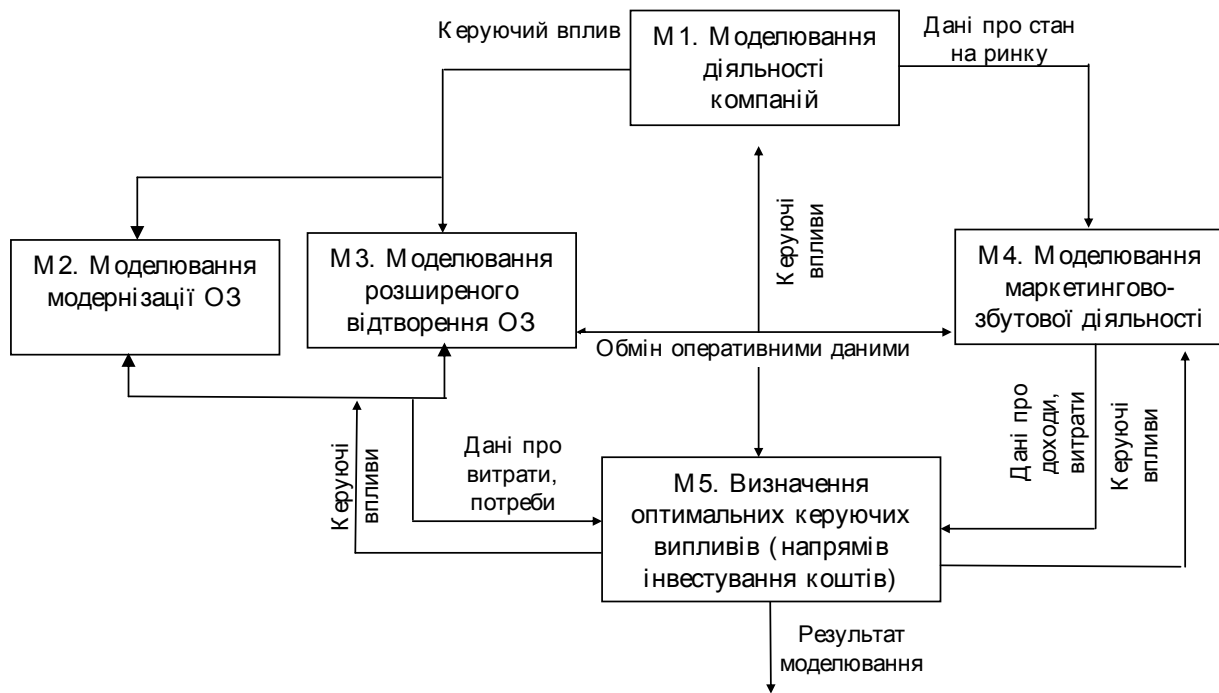 Керуючий вплив
М1. Моделювання
діяльності
компаній
Дані про стан
на ринку
М2. Моделювання
модернізації ОЗ
М3. Моделювання
розширеного
відтворення ОЗ
Керуючі
впливи
М4. Моделювання
маркетингово-
збутової діяльності
Обмін оперативними даними
Керуючі
впливи
Дані про
витрати,
потреби
М5. Визначення
оптимальних керуючих
випливів (напрямів
інвестування коштів)
Дані про
доходи,
витрати
Керуючі
впливи
Результат
моделювання